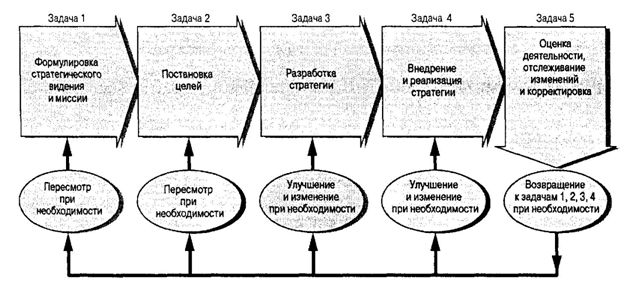 Задача 1
Задача 2
Задача 3
Задача 4
Задача 5
Формулировка
стратегического
видения
и миссии
Постановка
целей
Разработка
стратегии
Внедрение
и реализация
стратегии
Оценка
деятельности,
отслеживание
изменений
и корректировка
Пересмотр
при
необходимости
Пересмотр
при
необходимости
Улучшение
и изменение
при необходимости
Улучшение
и изменение
при необходимости
Возвращение
к задачам 1, 2, 3, 4
при необходимости